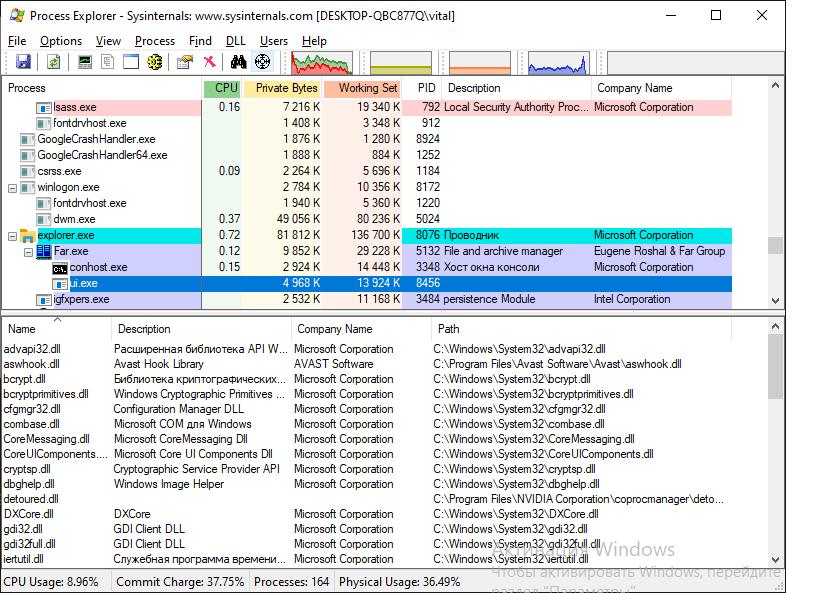 Process Explorer - Sysinternals: www.sysinternals.com [DESKTOP-QBC877Q\vital]
File Options View Process Find DLL Users Help
Process CPU Private Bytes Working Set PID Description Company Name
lsass.exe 0.16 7 216 K 19 340 K 792 Local Security Authority Proc... Microsoft Corporation
fontdrvhost.exe 1 408 K 3 348 K 912
GoogleCrashHandler.exe 1 876 K 1 280 K 8924
GoogleCrashHandler64.exe 1 888 K 884 K 1252
csrss.exe 0.09 2 264 K 5 696 K 1184
winlogon.exe 2 784 K 10 356 K 8172
fontdrvhost.exe 1 940 K 5 360 K 1220
dwm.exe 0.37 49 056 K 80 236 K 5024
explorer.exe 0.72 81 812 K 136 700 K 8076 Проводник Microsoft Corporation
Far.exe 0.12 9 852 K 29 228 K 5132 File and archive manager Eugene Roshal & Far Group
conhost.exe 0.15 2 924 K 14 448 K 3348 Хост окна консоли Microsoft Corporation
ui.exe 4 968 K 13 924 K 8456
igfxpers.exe 2 532 K 11 168 K 3484 persistence Module Intel Corporation
Name Description Company Name Path
advapi32.dll Расширенная библиотека API W... Microsoft Corporation C:\Windows\System32\advapi32.dll
aswhook.dll Avast Hook Library AVAST Software C:\Program Files\Avast Software\Avast\aswhook.dll
bcrypt.dll Библиотека криптографических... Microsoft Corporation C:\Windows\System32\bcrypt.dll
bcryptprimitives.dll Windows Cryptographic Primitives ... Microsoft Corporation C:\Windows\System32\bcryptprimitives.dll
cfgmgr32.dll Configuration Manager DLL Microsoft Corporation C:\Windows\System32\cfgmgr32.dll
combase.dll Microsoft COM для Windows Microsoft Corporation C:\Windows\System32\combase.dll
CoreMessaging.dll Microsoft CoreMessaging Dll Microsoft Corporation C:\Windows\System32\CoreMessaging.dll
CoreUIComponents.... Microsoft Core UI Components Dll Microsoft Corporation C:\Windows\System32\CoreUIComponents.dll
cryptsp.dll Cryptographic Service Provider API Microsoft Corporation C:\Windows\System32\cryptsp.dll
dbghelp.dll Windows Image Helper Microsoft Corporation C:\Windows\System32\dbghelp.dll
detoured.dll C:\Program Files\NVIDIA Corporation\coprocmanager\deto...
DXCore.dll DXCore Microsoft Corporation C:\Windows\System32\DXCore.dll
gdi32.dll GDI Client DLL Microsoft Corporation C:\Windows\System32\gdi32.dll
gdi32full.dll GDI Client DLL Microsoft Corporation C:\Windows\System32\gdi32full.dll
iertutil.dll Служебная программа времени... Microsoft Corporation C:\Windows\System32\iertutil.dll
Активация Windows
Чтобы активировать Windows, перейдите
раздел "Параметры".
CPU Usage: 8.96% Commit Charge: 37.75% Processes: 164 Physical Usage: 36.49%